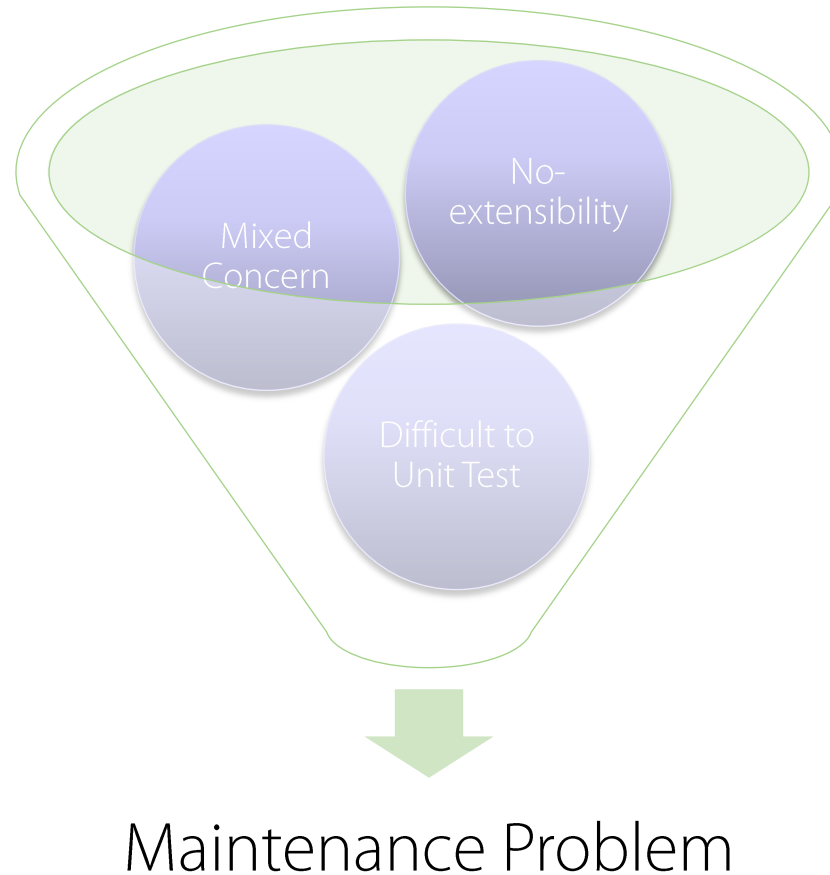 No-
extensibility
Mixed
Concern
Difficult to
Unit Test
Maintenance Problem